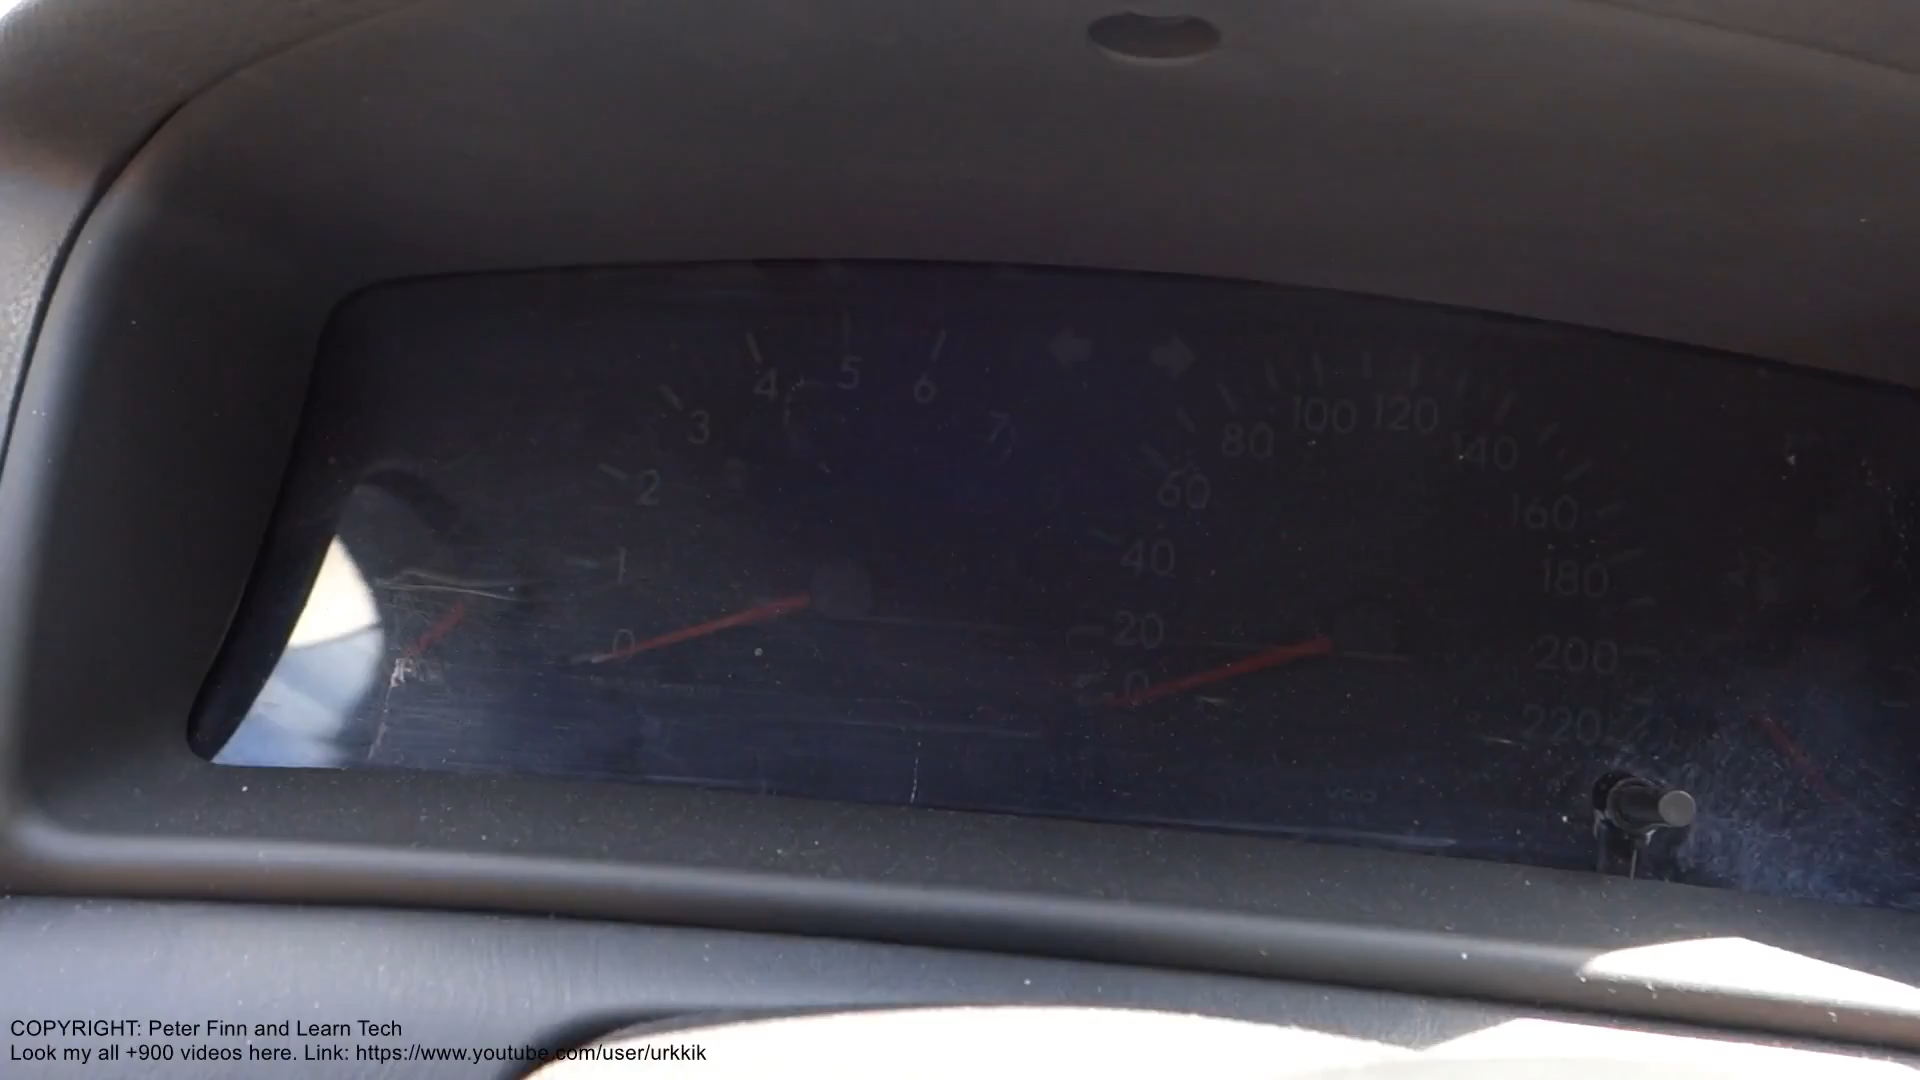 4 5 6
3 7
2
1
0
100 120
80 140
60 160
40 180
20 200
0 220
VDO
COPYRIGHT: Peter Finn and Learn Tech
Look my all +900 videos here. Link: https://www.youtube.com/user/urkkik